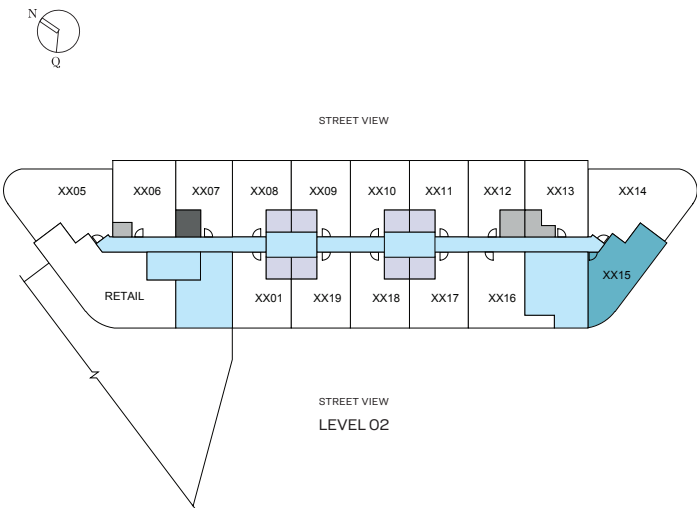 N
Q
STREET VIEW
XX05 XX06 XX07 XX08 XX09 XX10 XX11 XX12 XX13 XX14
XX15
RETAIL XX01 XX19 XX18 XX17 XX16
STREET VIEW
LEVEL 02